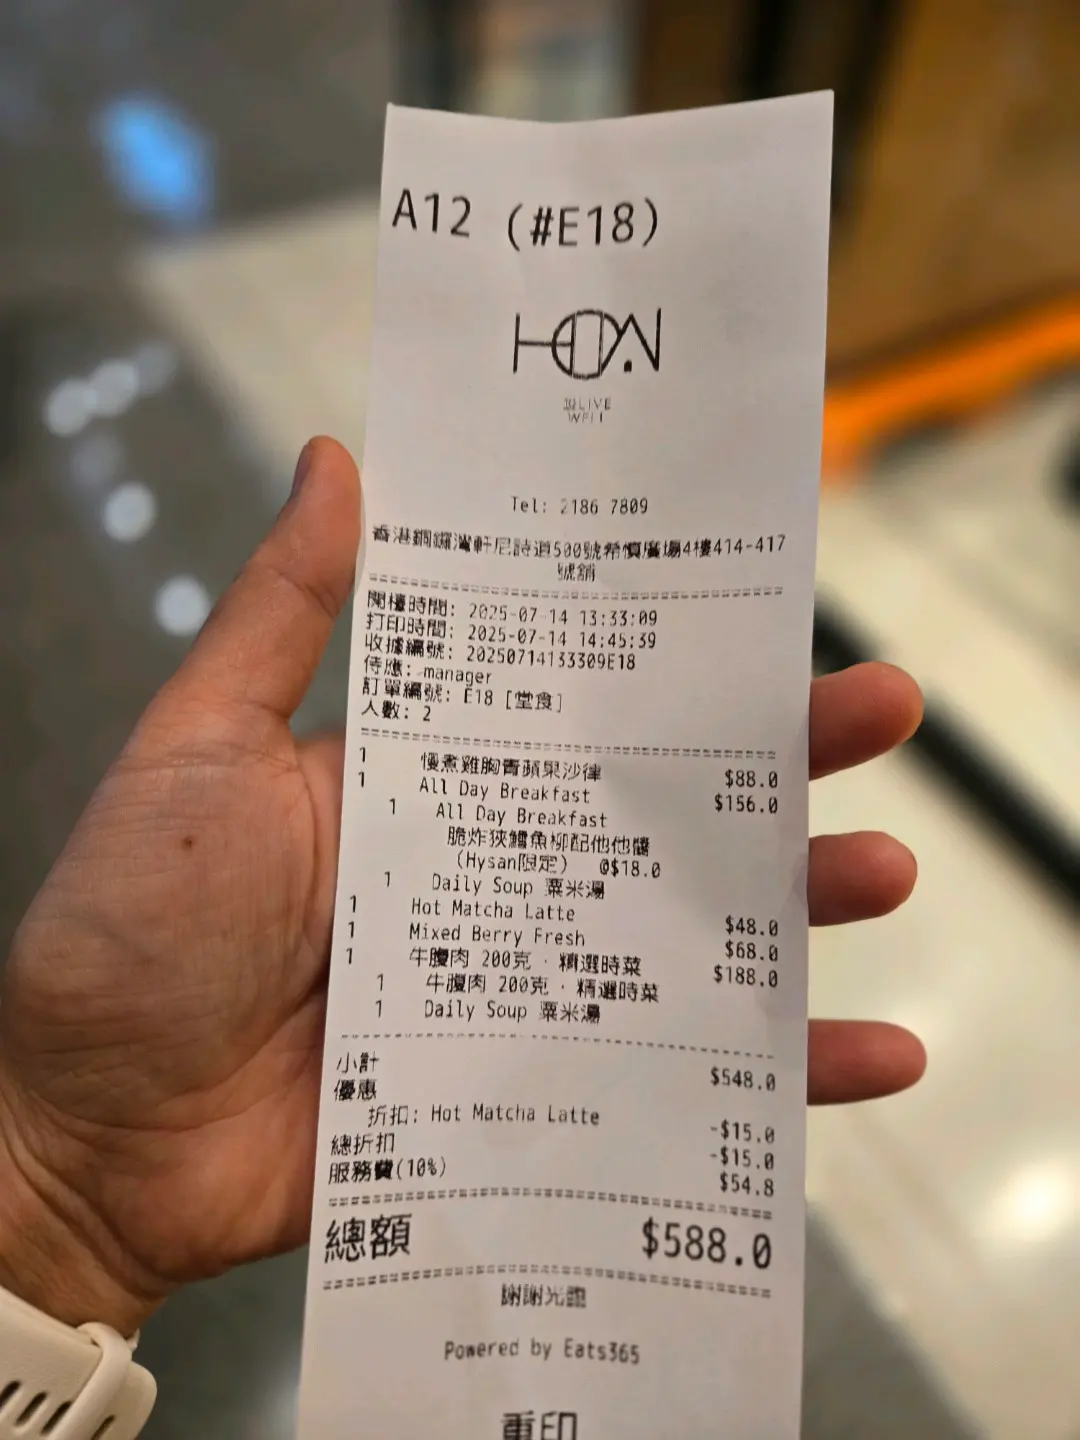 A12 (#E18)
Tel: 2186 7809
香港銅鑼灣軒尼詩道500號希慎廣場4樓414-417
號舖
開檯時間: 2025-07-14 13:33:09
打印時間: 2025-07-14 14:45:39
收據編號: 20250714133309E18
侍應: manager
訂單編號: E18 [堂食]
人數: 2
1 慢煮雞胸青蘋果沙律 $88.0
1 All Day Breakfast $156.0
1 All Day Breakfast
脆炸狹鱈魚柳配他他醬
(Hysan限定) @$18.0
1 Daily Soup 粟米湯
1 Hot Matcha Latte $48.0
1 Mixed Berry Fresh $68.0
1 牛腹肉 200克 · 精選時菜 $188.0
1 牛腹肉 200克 · 精選時菜
1 Daily Soup 粟米湯
小計 $548.0
優惠
折扣: Hot Matcha Latte -$15.0
總折扣 -$15.0
服務費(10%) $54.8
總額 $588.0
謝謝光臨
Powered by Eats365
重印